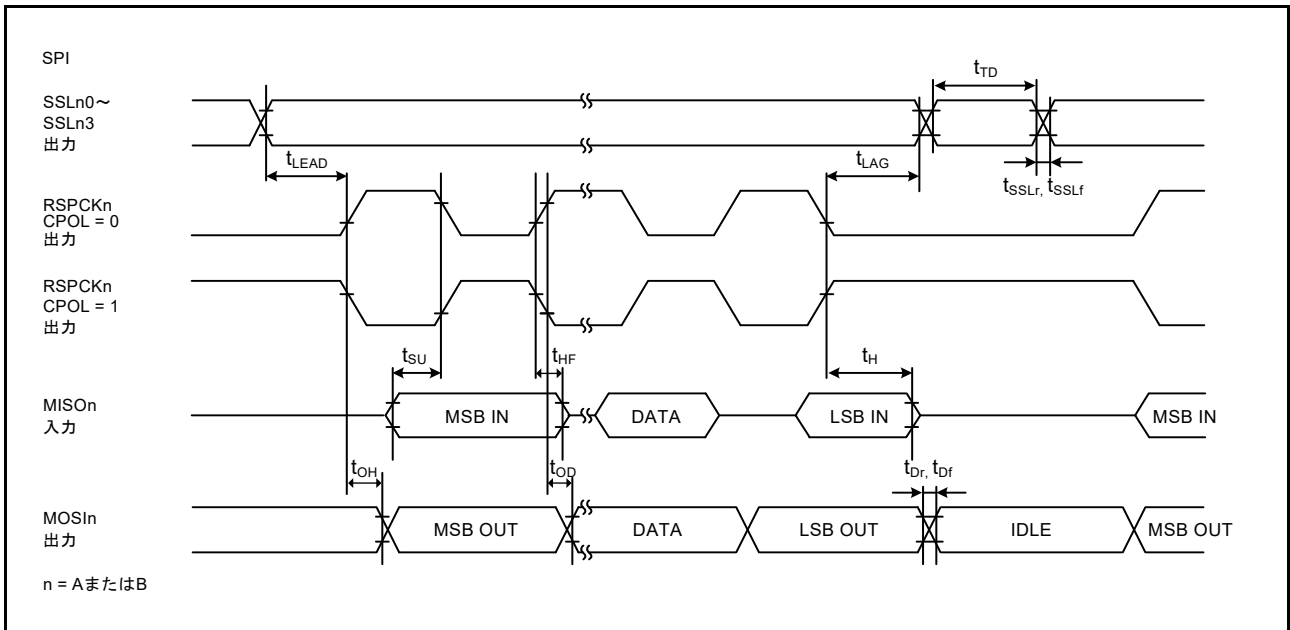 SPI
SSLn0～
SSLn3
出力
tTD
tLEAD
tLAG
tSSLr, tSSLf
RSPCKn
CPOL = 0
出力
RSPCKn
CPOL = 1
出力
tSU
tHF
tH
MISOn
入力
MSB IN
DATA
LSB IN
MSB IN
tOH
tOD
tDr, tDf
MOSIn
出力
MSB OUT
DATA
LSB OUT
IDLE
MSB OUT
n = AまたはB